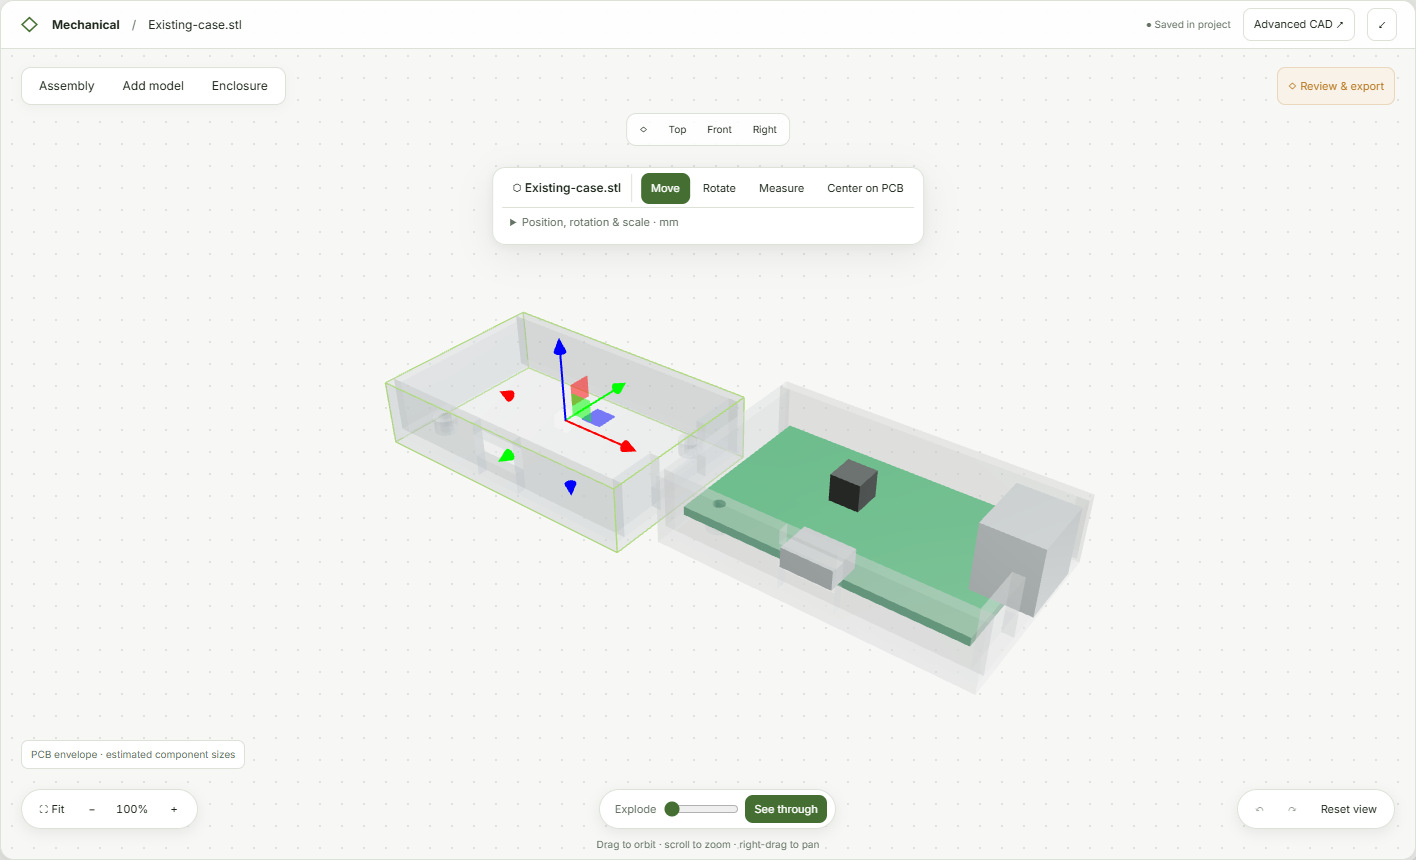 Mechanical / Existing-case.stl
Saved in project
Advanced CAD ↗
Assembly Add model Enclosure
Review & export
Top Front Right
Existing-case.stl Move Rotate Measure Center on PCB
Position, rotation & scale · mm
PCB envelope · estimated component sizes
Fit − 100% +
Explode See through
Reset view
Drag to orbit · scroll to zoom · right-drag to pan